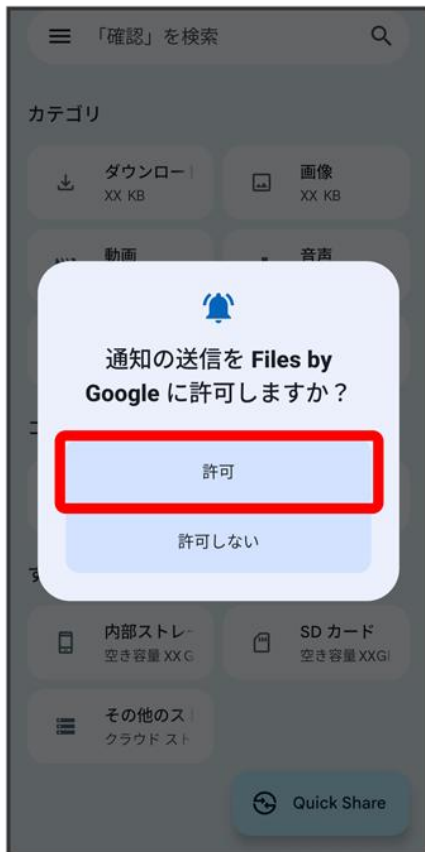 「確認」を検索
カテゴリ
ダウンロー
XX KB
画像
XX KB
動画
音声
通知の送信を Files by
Google に許可しますか？
許可
許可しない
内部ストレ
空き容量 XX G
SD カード
空き容量 XXG
その他のス
クラウド スト
Quick Share